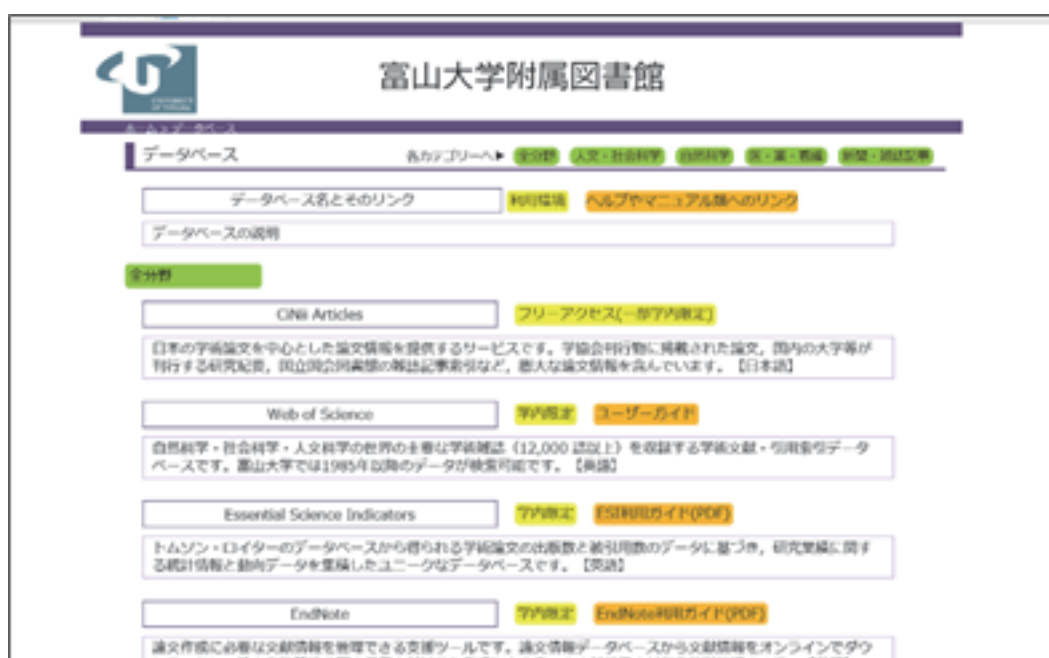 富山大学附属図書館
ホーム > データベース
データベース 各カテゴリーへ▶ 全分野 人文・社会科学 自然科学 医・薬・看護 新聞・雑誌記事
データベース名とそのリンク 利用環境 ヘルプやマニュアル類へのリンク
データベースの説明
全分野
CiNii Articles フリーアクセス(一部学内限定)
日本の学術論文を中心とした論文情報を提供するサービスです。学協会刊行物に掲載された論文，国内の大学等が
刊行する研究紀要，国立国会図書館の雑誌記事索引など，膨大な論文情報を含んでいます。【日本語】
Web of Science 学内限定 ユーザーガイド
自然科学・社会科学・人文科学の世界の主要な学術雑誌（12,000 誌以上）を収録する学術文献・引用索引データ
ベースです。富山大学では1985年以降のデータが検索可能です。【英語】
Essential Science Indicators 学内限定 ESI利用ガイド(PDF)
トムソン・ロイターのデータベースから得られる学術論文の出版数と被引用数のデータに基づき，研究業績に関す
る統計情報と動向データを集積したユニークなデータベースです。【英語】
EndNote 学内限定 EndNote利用ガイド(PDF)
論文作成に必要な文献情報を管理できる支援ツールです。論文情報データベースから文献情報をオンラインでダウ